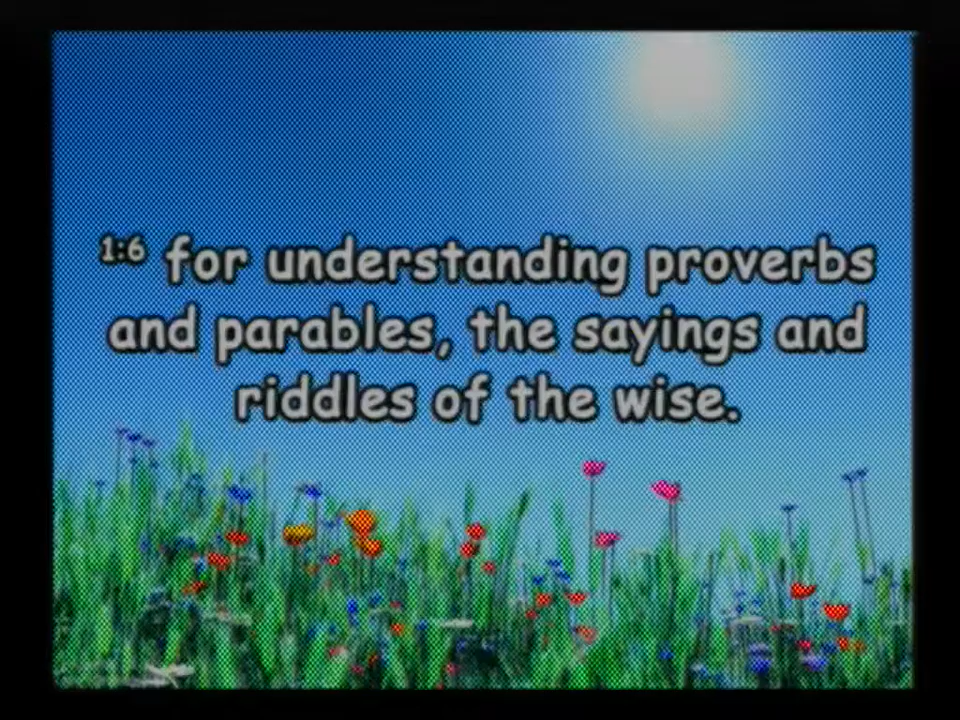 1:6 for understanding proverbs
and parables, the sayings and
riddles of the wise.